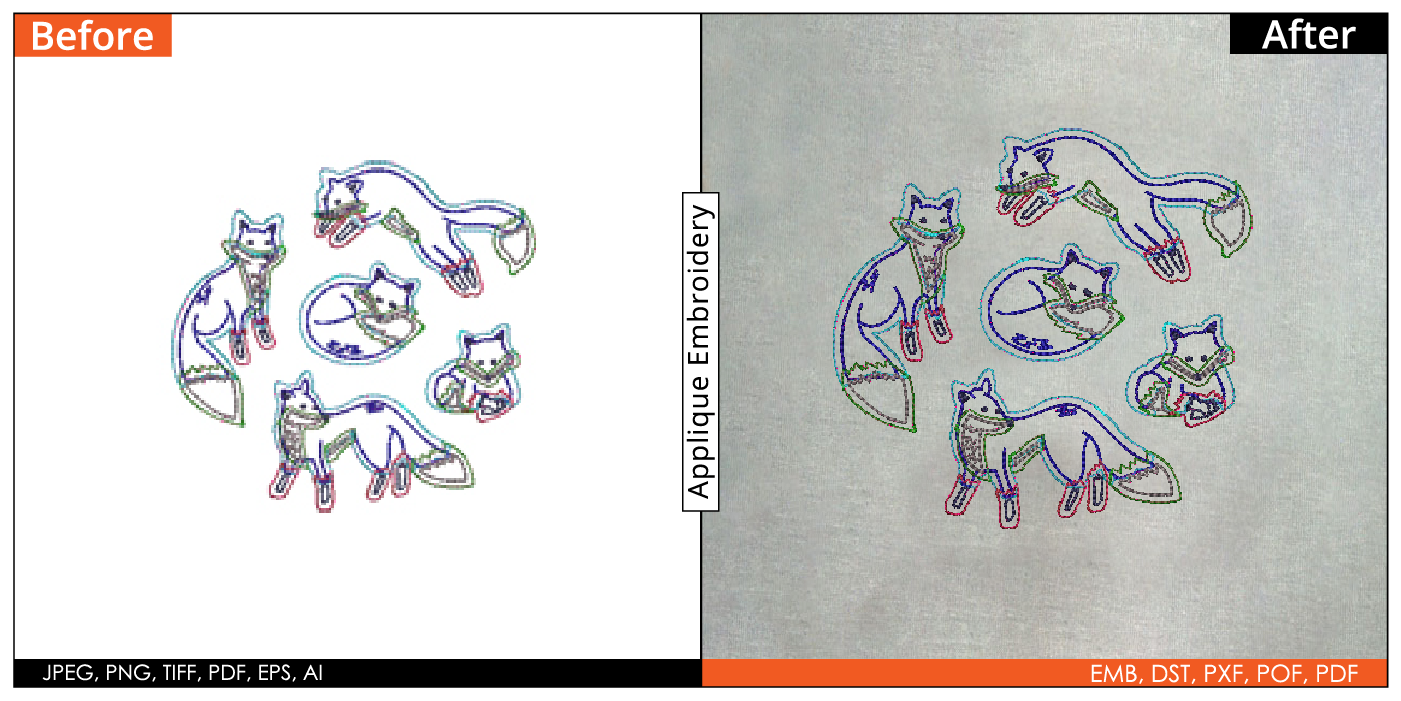 Before
After
Applique Embroidery
JPEG, PNG, TIFF, PDF, EPS, AI
EMB, DST, PXF, POF, PDF